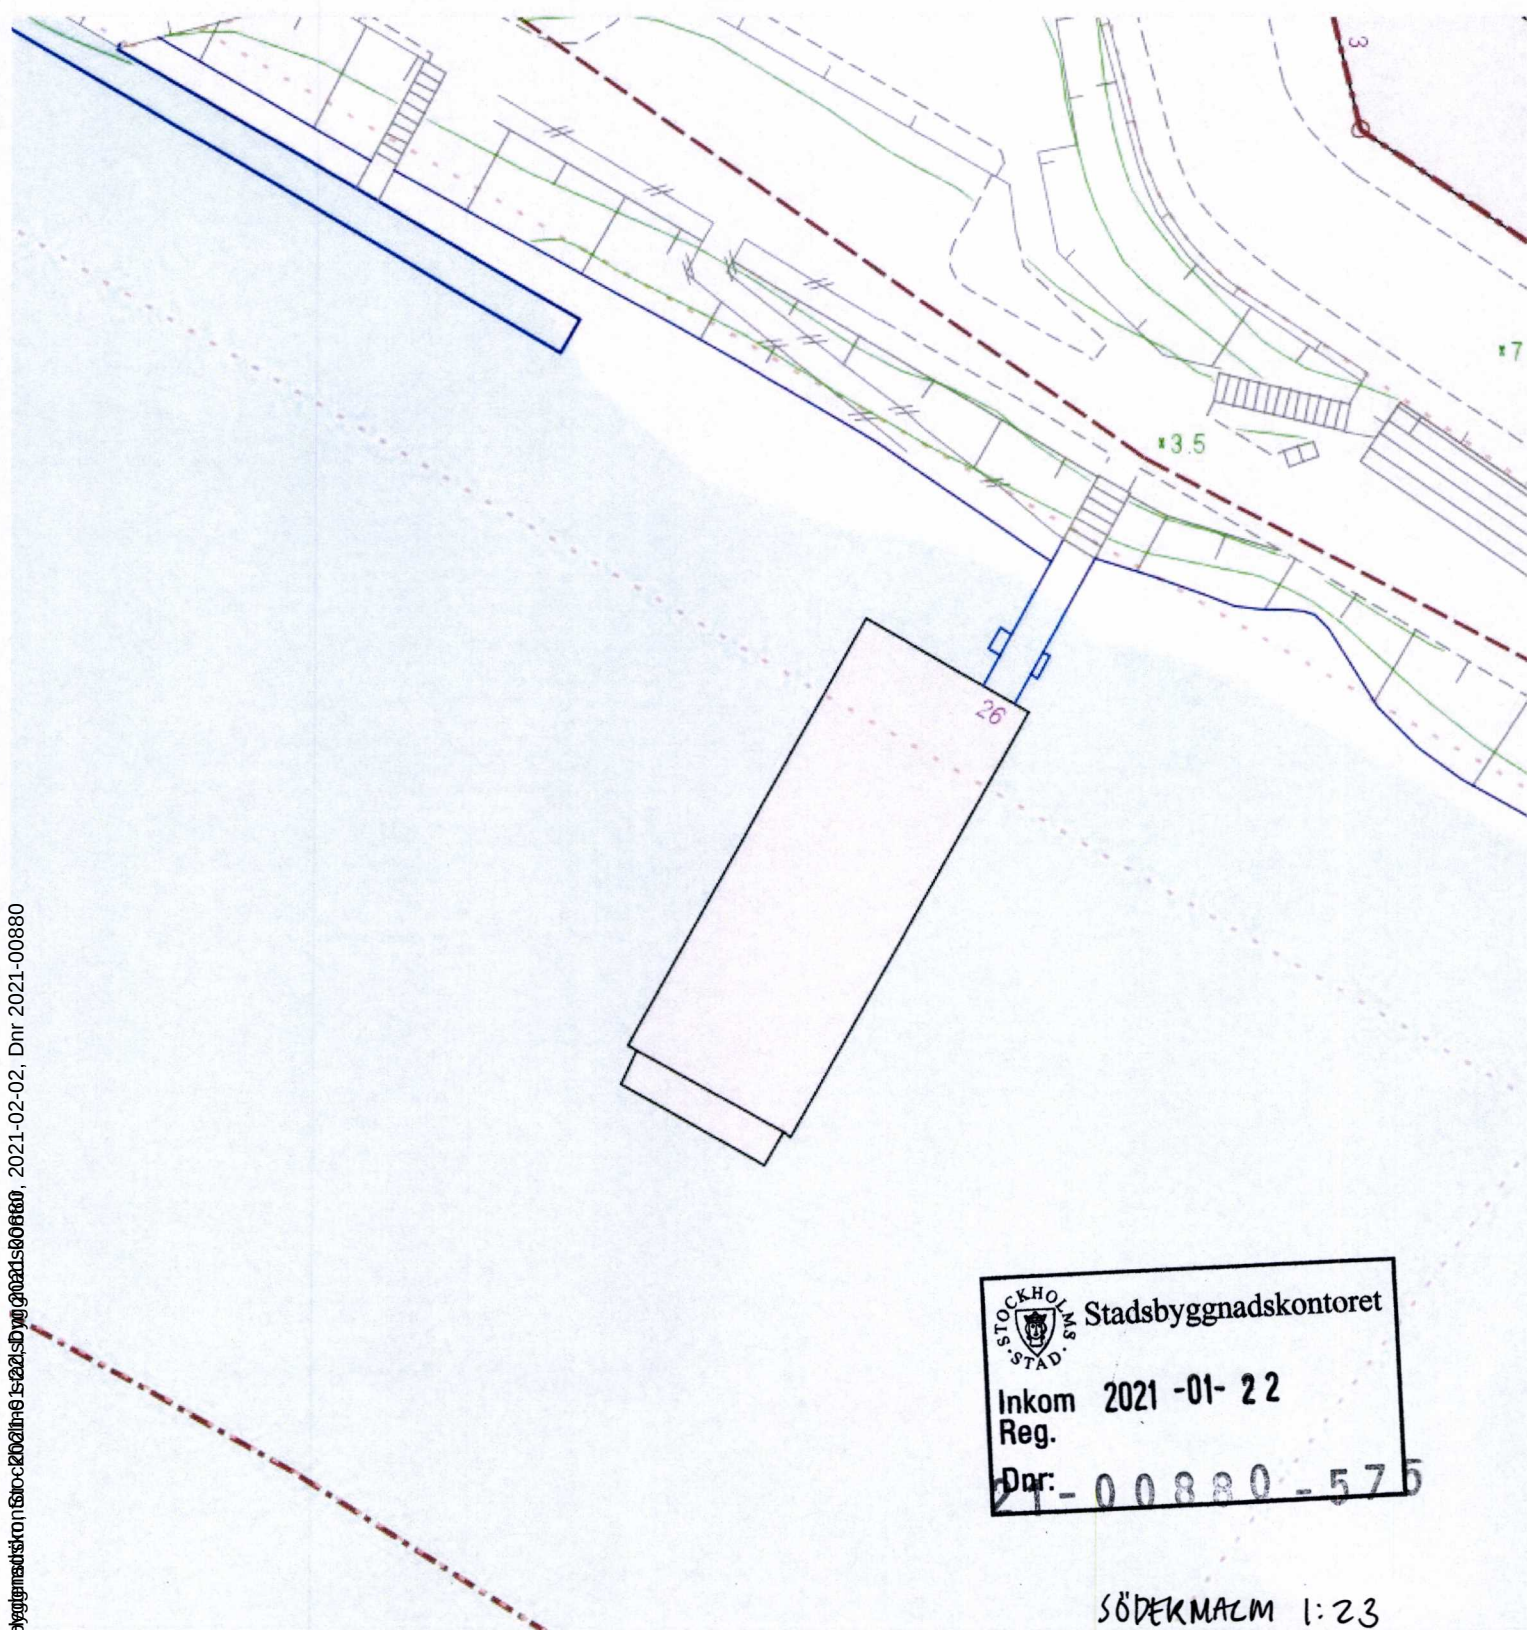 3
7
3.5
26
2021-02-02, Dnr 2021-00880
STOCKHOLMS
STAD
Stadsbyggnadskontoret
Inkom 2021-01-22
Reg.
Dnr:
21-00880-575
SÖDERMALM 1:23